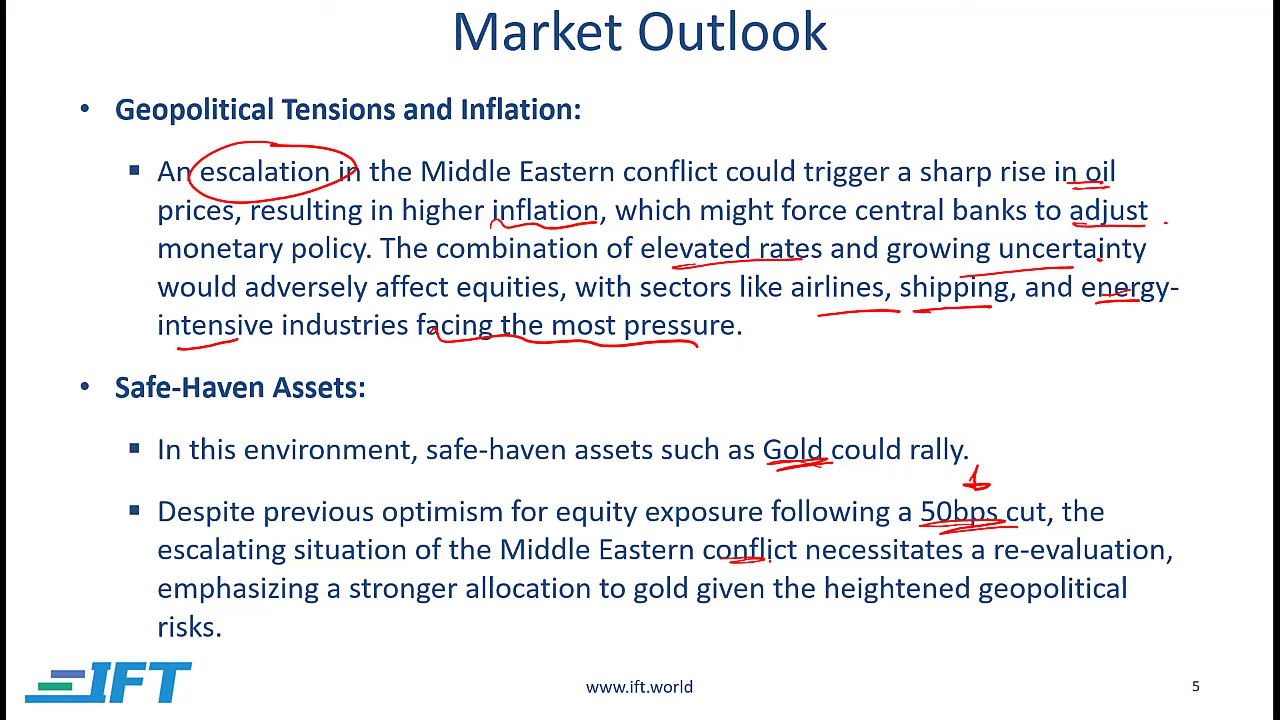 Market Outlook
• Geopolitical Tensions and Inflation:
▪ An escalation in the Middle Eastern conflict could trigger a sharp rise in oil
prices, resulting in higher inflation, which might force central banks to adjust
monetary policy. The combination of elevated rates and growing uncertainty
would adversely affect equities, with sectors like airlines, shipping, and energy-
intensive industries facing the most pressure.
• Safe-Haven Assets:
▪ In this environment, safe-haven assets such as Gold could rally.
▪ Despite previous optimism for equity exposure following a 50bps cut, the
escalating situation of the Middle Eastern conflict necessitates a re-evaluation,
emphasizing a stronger allocation to gold given the heightened geopolitical
risks.
IFT
www.ift.world
5